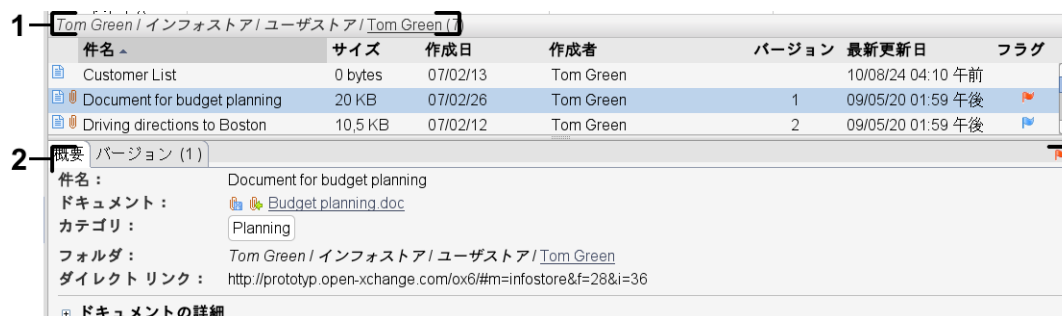 1 Tom Green / インフォストア / ユーザストア / Tom Green (7)
件名 サイズ 作成日 作成者 バージョン 最新更新日 フラグ
Customer List 0 bytes 07/02/13 Tom Green 10/08/24 04:10 午前
Document for budget planning 20 KB 07/02/26 Tom Green 1 09/05/20 01:59 午後
Driving directions to Boston 10,5 KB 07/02/12 Tom Green 2 09/05/20 01:59 午後
2 概要 バージョン (1)
件名： Document for budget planning
ドキュメント： Budget planning.doc
カテゴリ： Planning
フォルダ： Tom Green / インフォストア / ユーザストア / Tom Green
ダイレクト リンク： http://prototyp.open-xchange.com/ox6/#m=infostore&f=28&i=36
ドキュメントの詳細